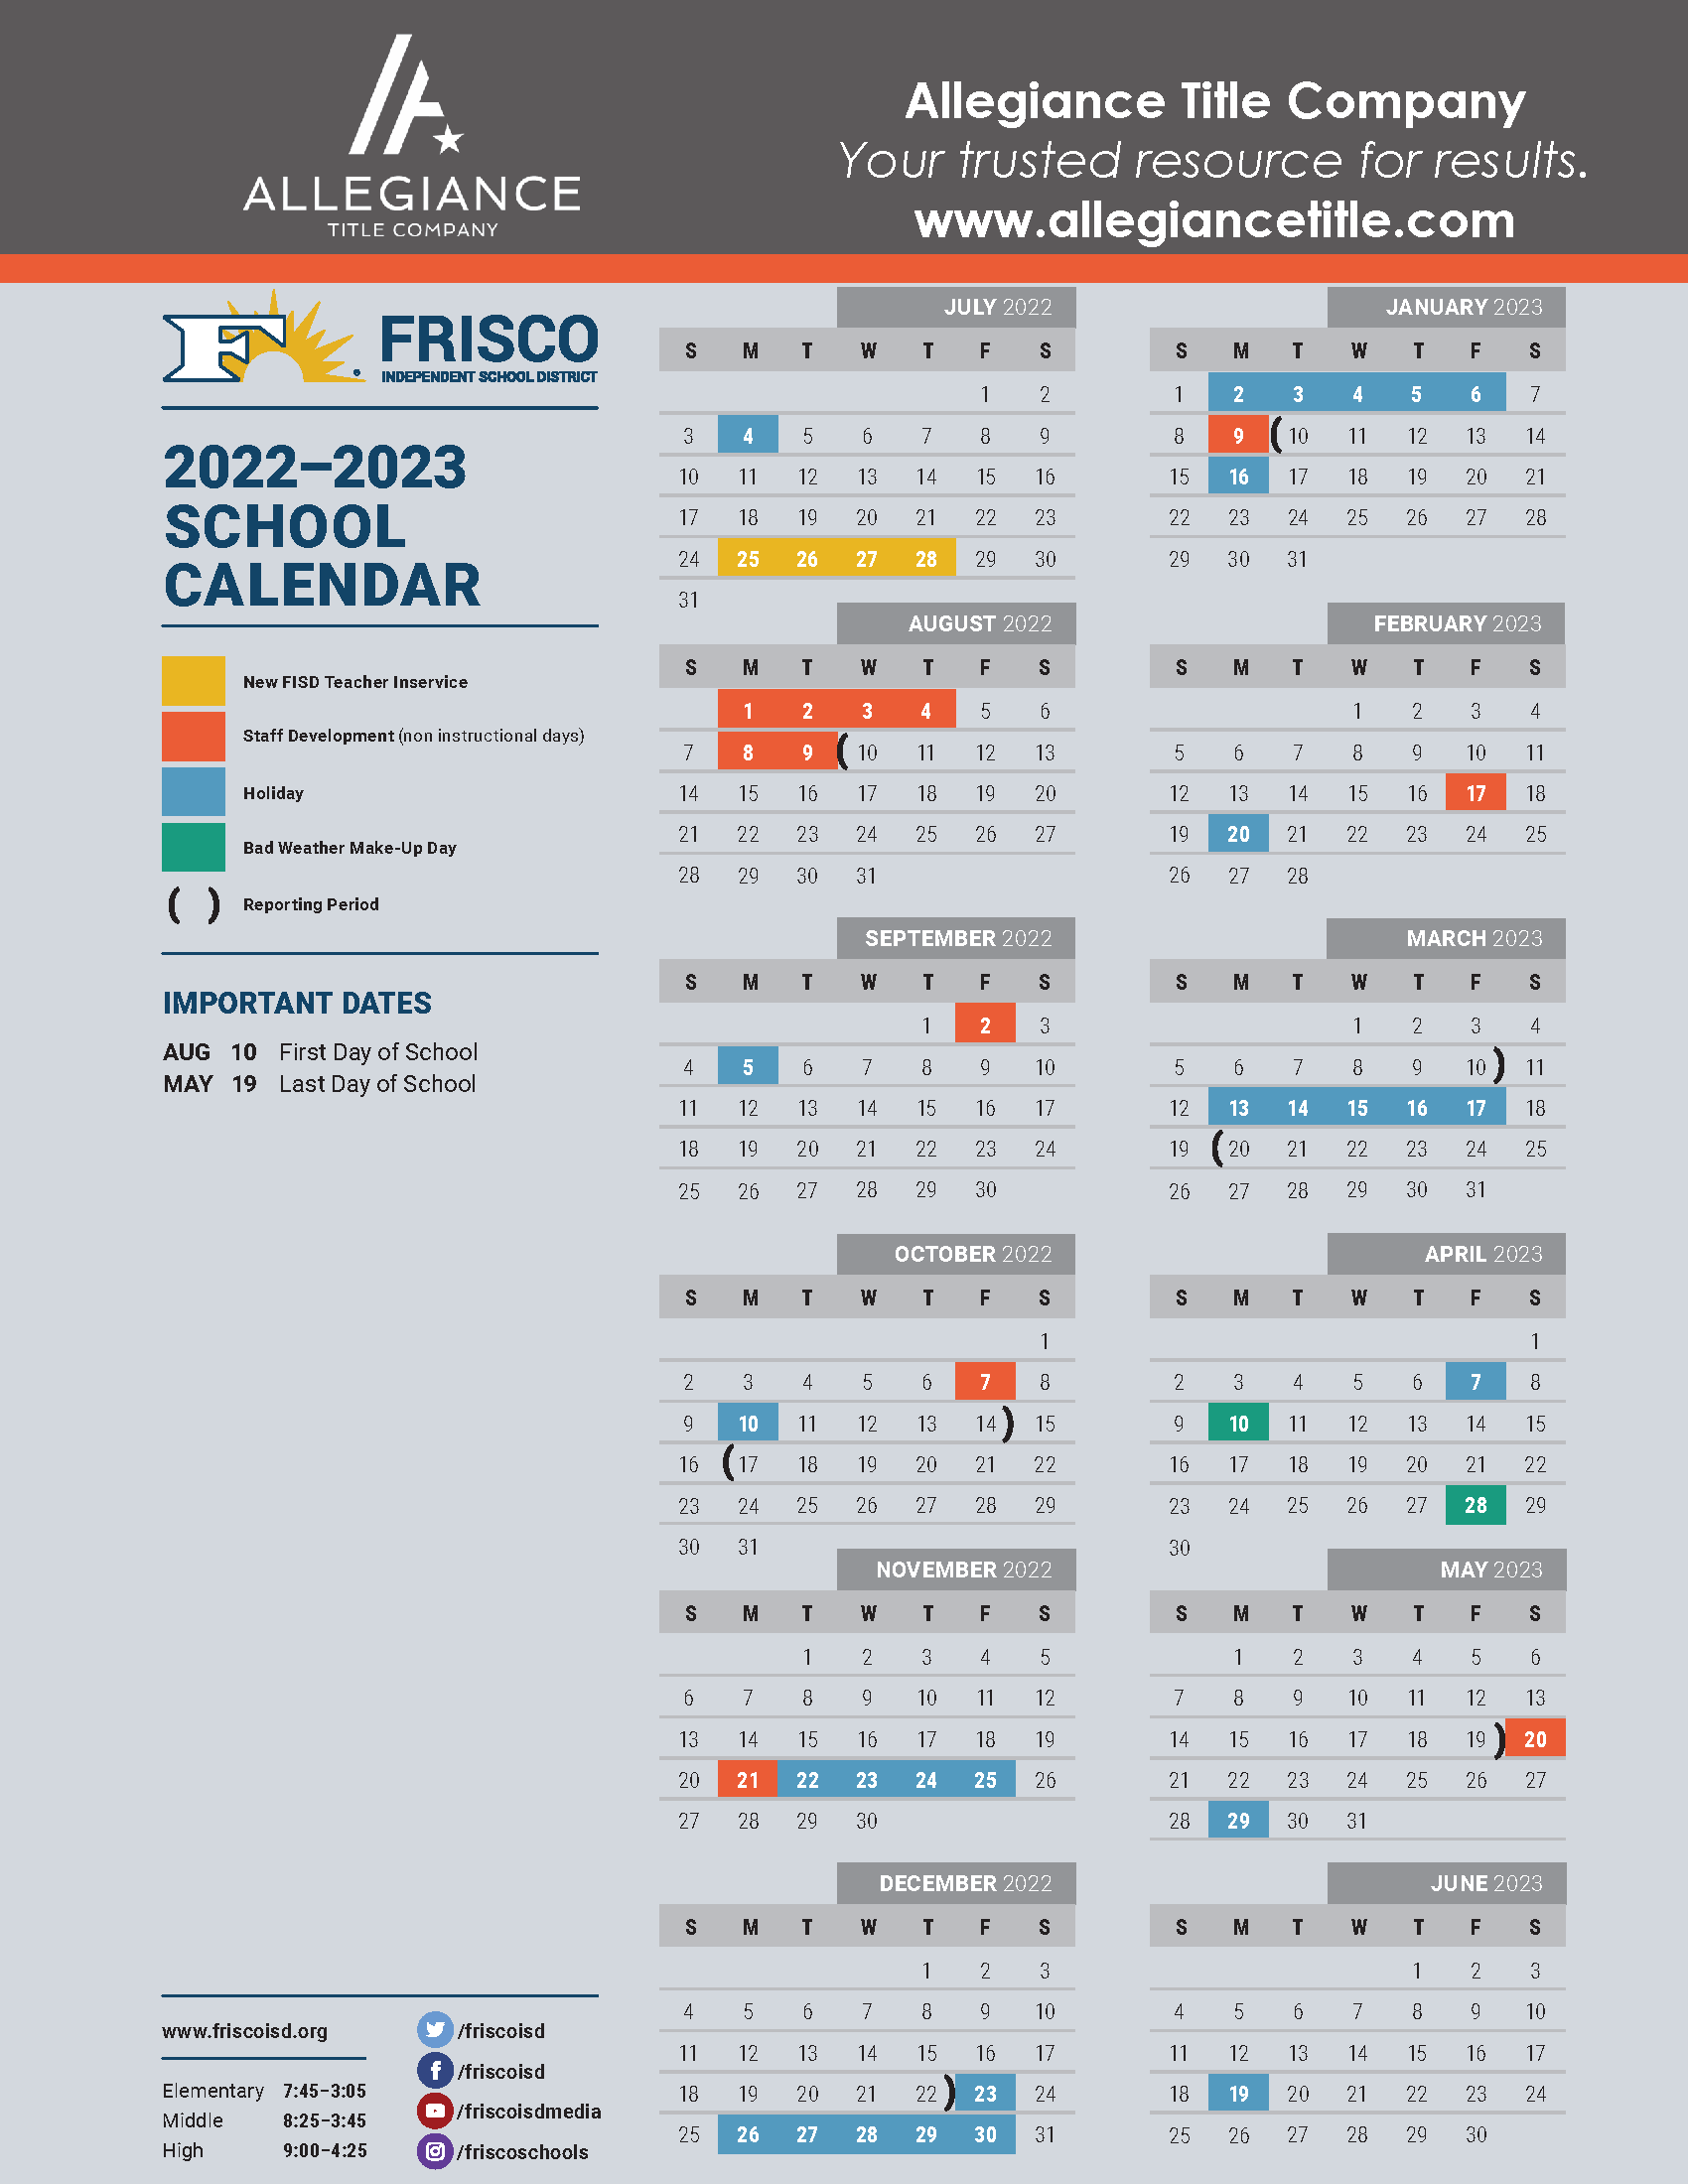 ALLEGIANCE
TITLE COMPANY
Allegiance Title Company
Your trusted resource for results.
www.allegiancetitle.com
F
FRISCO
INDEPENDENT SCHOOL DISTRICT
2022–2023
SCHOOL
CALENDAR
New FISD Teacher Inservice
Staff Development (non instructional days)
Holiday
Bad Weather Make-Up Day
( ) Reporting Period
IMPORTANT DATES
AUG 10 First Day of School
MAY 19 Last Day of School
www.friscoisd.org
Elementary 7:45–3:05
Middle 8:25–3:45
High 9:00–4:25
/friscoisd
/friscoisd
/friscoisdmedia
/friscoschools
JULY 2022
S M T W T F S
1 2
3 4 5 6 7 8 9
10 11 12 13 14 15 16
17 18 19 20 21 22 23
24 25 26 27 28 29 30
31
AUGUST 2022
S M T W T F S
1 2 3 4 5 6
7 8 9 (10 11 12 13
14 15 16 17 18 19 20
21 22 23 24 25 26 27
28 29 30 31
SEPTEMBER 2022
S M T W T F S
1 2 3
4 5 6 7 8 9 10
11 12 13 14 15 16 17
18 19 20 21 22 23 24
25 26 27 28 29 30
OCTOBER 2022
S M T W T F S
1
2 3 4 5 6 7 8
9 10 11 12 13 14) 15
16 (17 18 19 20 21 22
23 24 25 26 27 28 29
30 31
NOVEMBER 2022
S M T W T F S
1 2 3 4 5
6 7 8 9 10 11 12
13 14 15 16 17 18 19
20 21 22 23 24 25 26
27 28 29 30
DECEMBER 2022
S M T W T F S
1 2 3
4 5 6 7 8 9 10
11 12 13 14 15 16 17
18 19 20 21 22) 23 24
25 26 27 28 29 30 31
JANUARY 2023
S M T W T F S
1 2 3 4 5 6 7
8 9 (10 11 12 13 14
15 16 17 18 19 20 21
22 23 24 25 26 27 28
29 30 31
FEBRUARY 2023
S M T W T F S
1 2 3 4
5 6 7 8 9 10 11
12 13 14 15 16 17 18
19 20 21 22 23 24 25
26 27 28
MARCH 2023
S M T W T F S
1 2 3 4
5 6 7 8 9 10) 11
12 13 14 15 16 17 18
19 (20 21 22 23 24 25
26 27 28 29 30 31
APRIL 2023
S M T W T F S
1
2 3 4 5 6 7 8
9 10 11 12 13 14 15
16 17 18 19 20 21 22
23 24 25 26 27 28 29
30
MAY 2023
S M T W T F S
1 2 3 4 5 6
7 8 9 10 11 12 13
14 15 16 17 18 19) 20
21 22 23 24 25 26 27
28 29 30 31
JUNE 2023
S M T W T F S
1 2 3
4 5 6 7 8 9 10
11 12 13 14 15 16 17
18 19 20 21 22 23 24
25 26 27 28 29 30